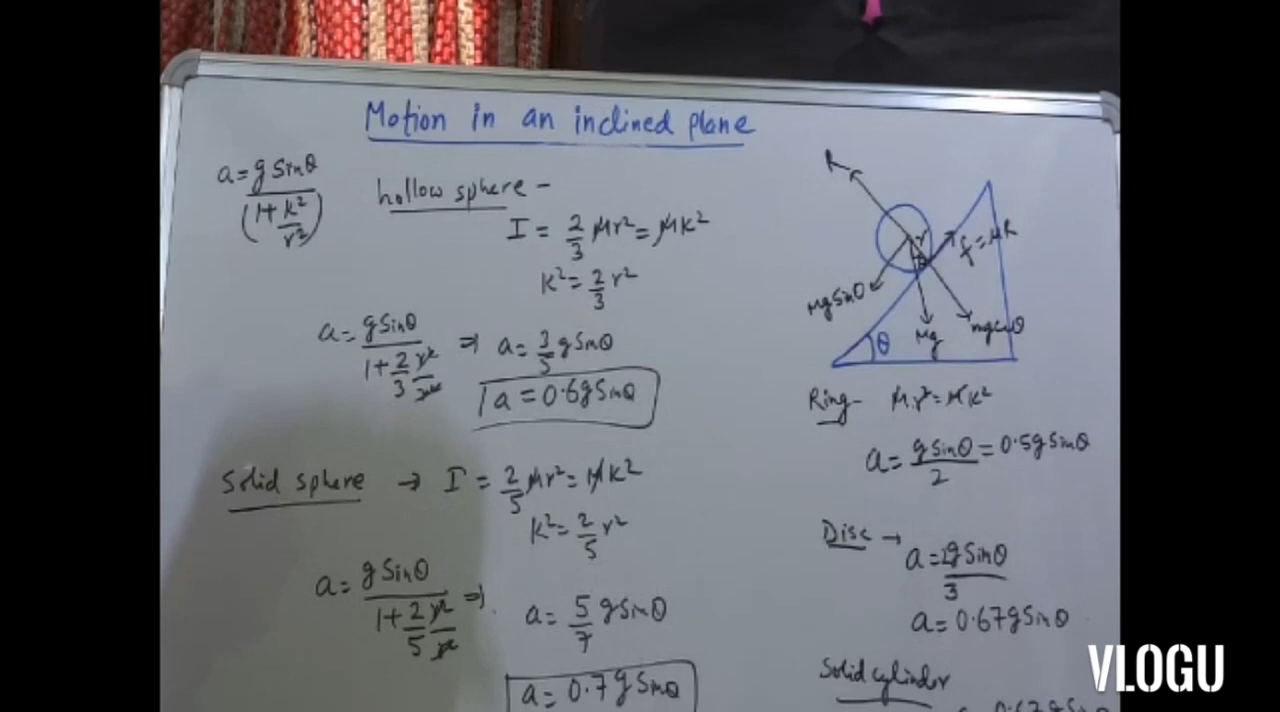 Motion in an inclined plane
a = g Sinθ / (1 + k²/r²)
hollow sphere –
I = 2/3 Mr² = Mk²
k² = 2/3 r²
a = g Sinθ / 1 + 2/3 r²/r² ⇒ a = 3/5 g Sinθ
a = 0.6 g Sinθ
Solid sphere → I = 2/5 Mr² = Mk²
k² = 2/5 r²
a = g Sinθ / 1 + 2/5 r²/r² ⇒
a = 5/7 g Sinθ
a = 0.7 g Sinθ
R
r
f = μR
Mg Sinθ
Mg
mg cosθ
θ
Ring – Mr² = Mk²
a = g Sinθ / 2 = 0.5 g Sinθ
Disc →
a = 2g Sinθ / 3
a = 0.67 g Sinθ
Solid cylinder
VLOGU